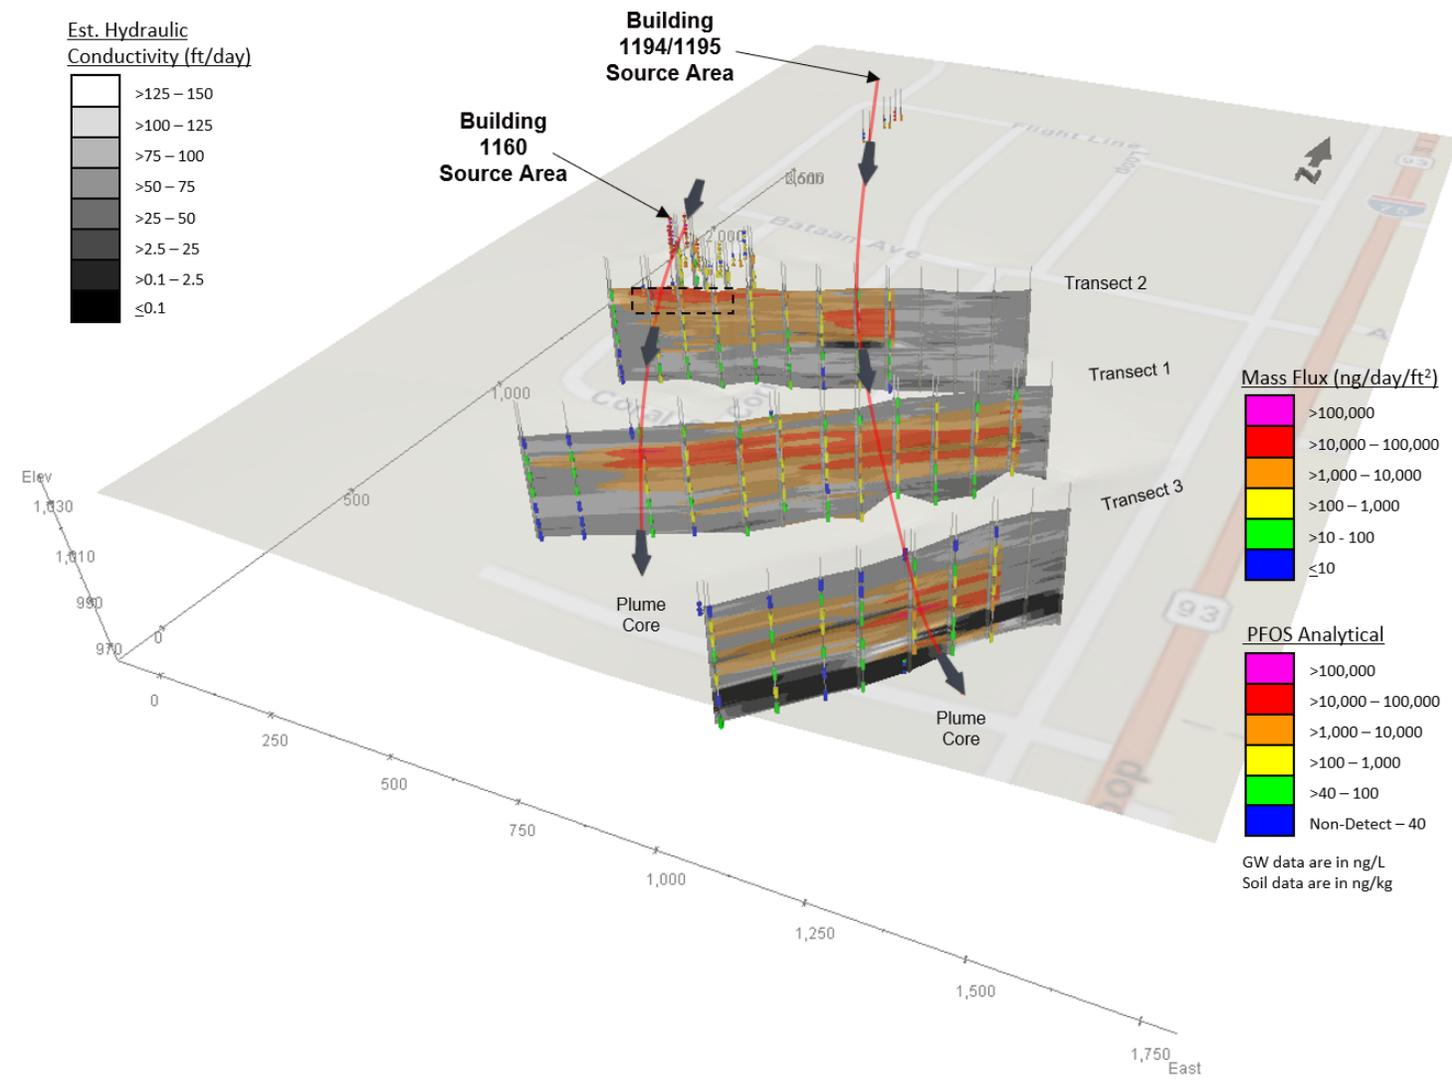 Est. Hydraulic
Conductivity (ft/day)
>125 – 150
>100 – 125
>75 – 100
>50 – 75
>25 – 50
>2.5 – 25
>0.1 – 2.5
≤0.1
Building
1194/1195
Source Area
Building
1160
Source Area
Flight Line
Loop
N
93
Bataan Ave
2,000
Transect 2
Transect 1
Transect 3
1,000
500
0
Elev
1,030
1,010
990
970
0
250
500
750
1,000
1,250
1,500
1,750
East
Plume
Core
Plume
Core
93
oop
Mass Flux (ng/day/ft²)
>100,000
>10,000 – 100,000
>1,000 – 10,000
>100 – 1,000
>10 - 100
≤10
PFOS Analytical
>100,000
>10,000 – 100,000
>1,000 – 10,000
>100 – 1,000
>40 – 100
Non-Detect – 40
GW data are in ng/L
Soil data are in ng/kg